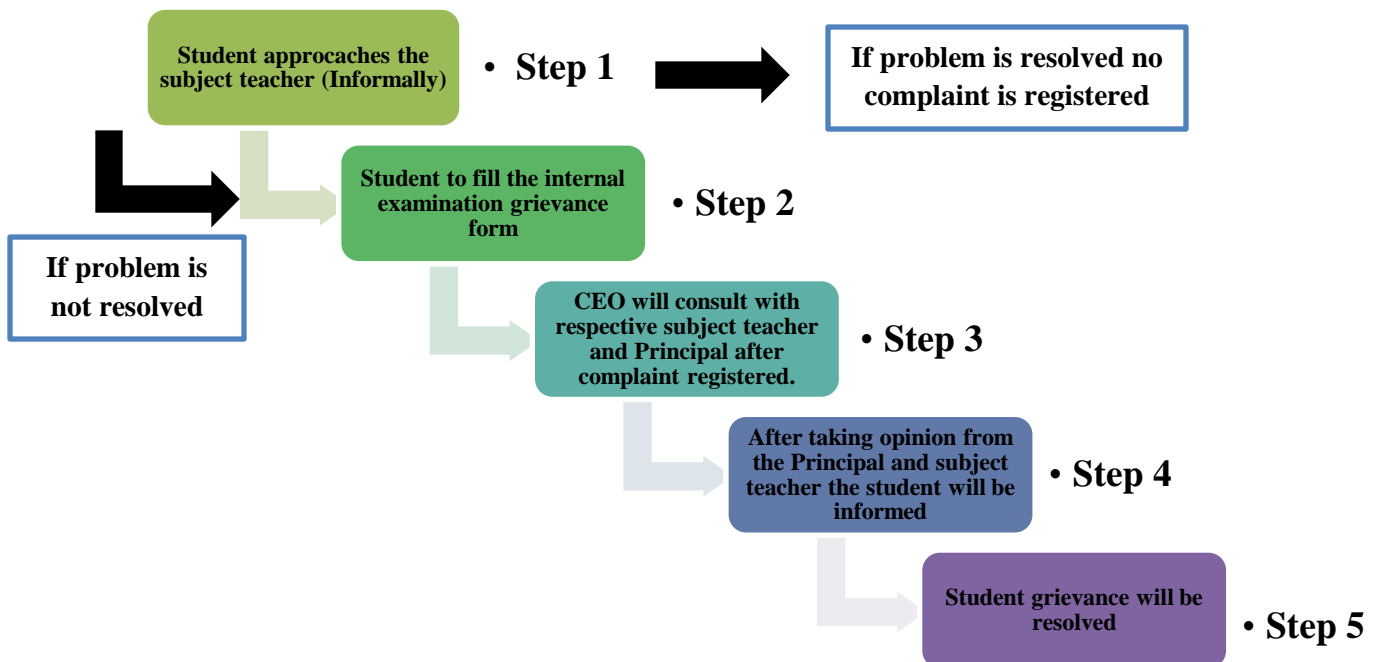 Student approcaches the
subject teacher (Informally)
• Step 1
If problem is resolved no
complaint is registered
Student to fill the internal
examination grievance
form
• Step 2
If problem is
not resolved
CEO will consult with
respective subject teacher
and Principal after
complaint registered.
• Step 3
After taking opinion from
the Principal and subject
teacher the student will be
informed
• Step 4
Student grievance will be
resolved
• Step 5